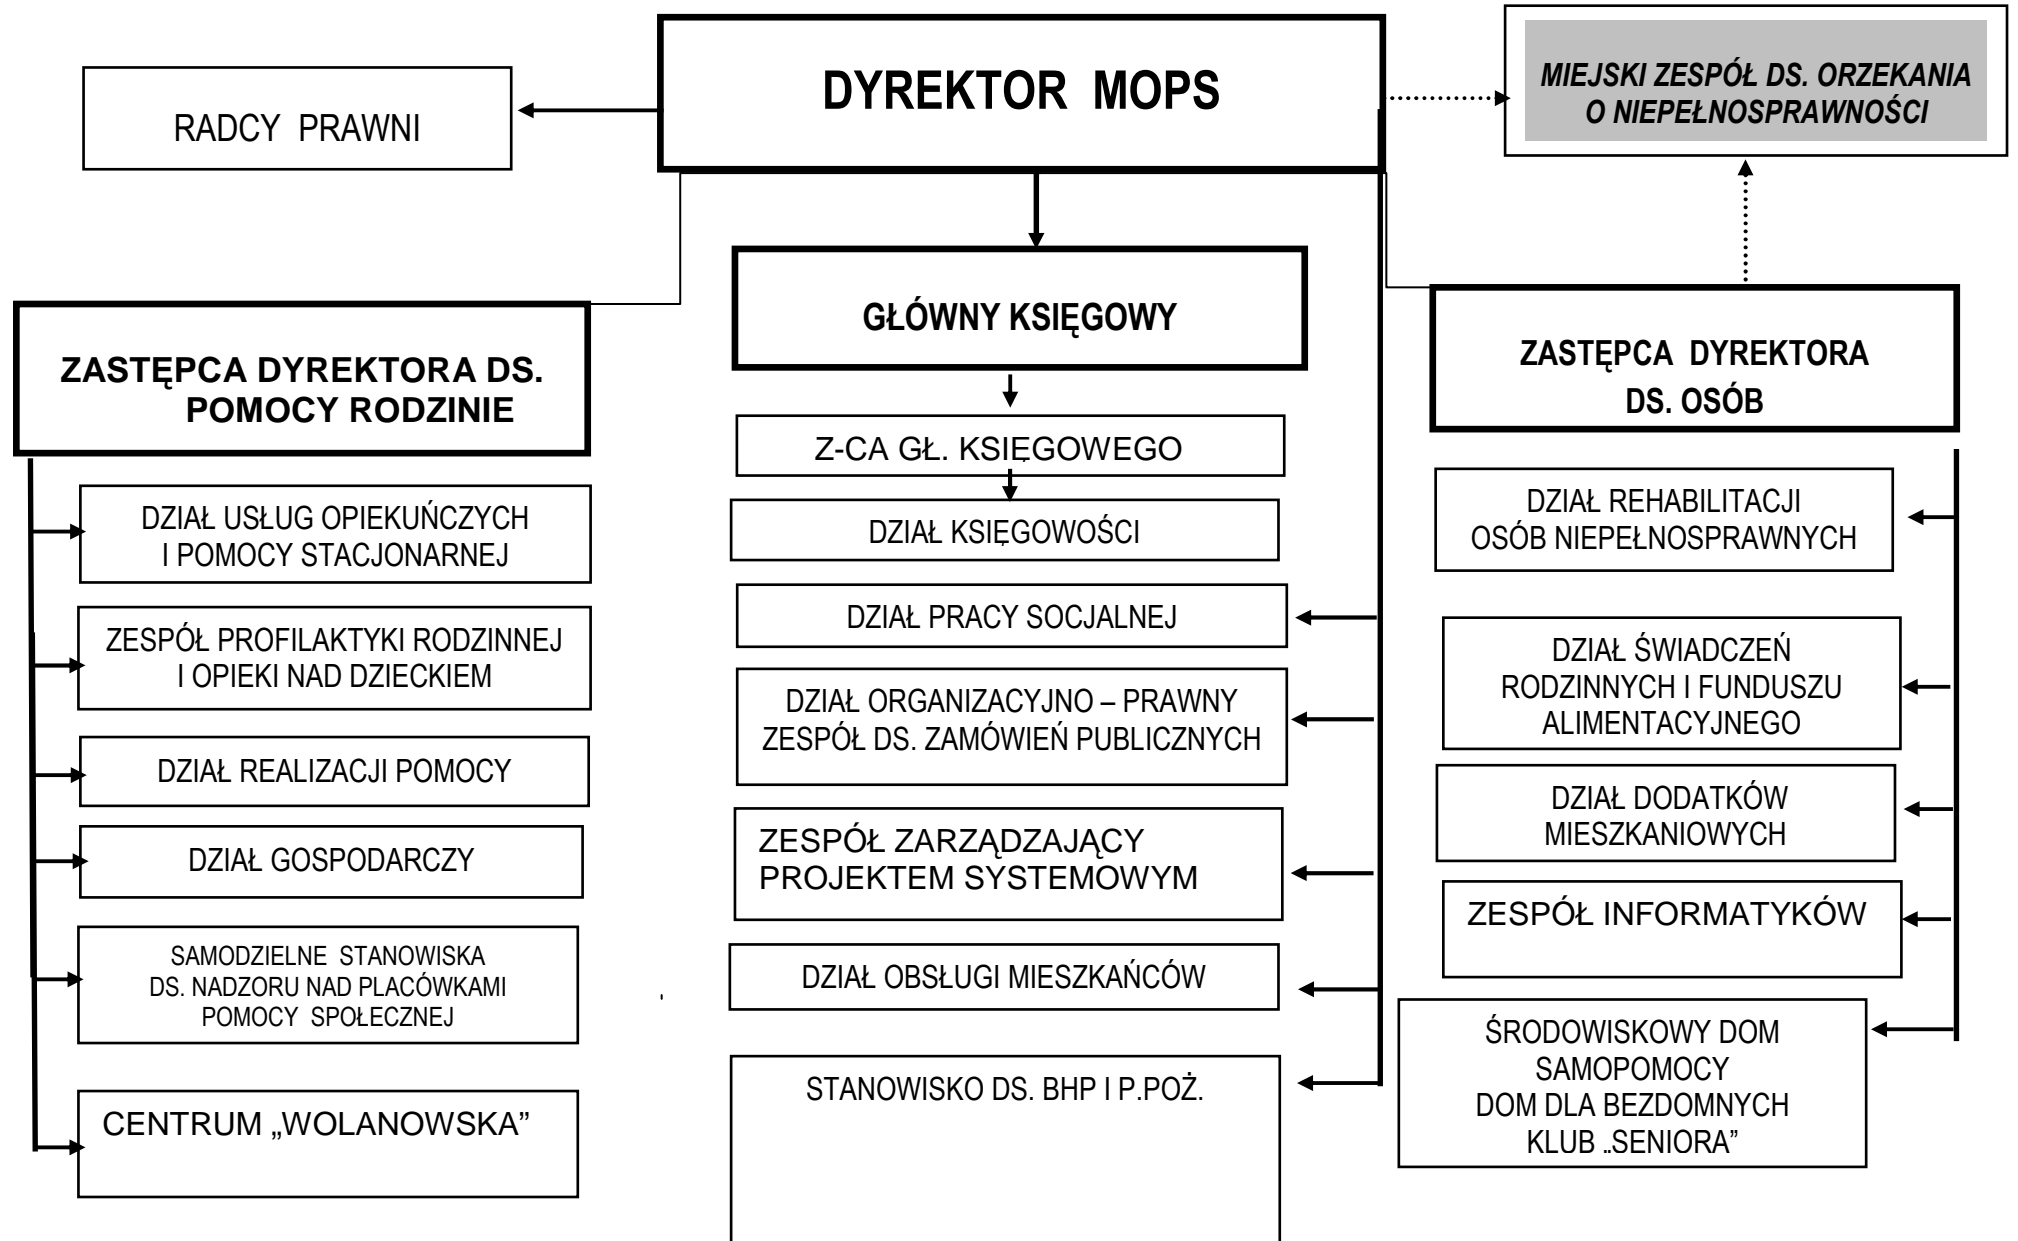 DYREKTOR MOPS
RADCY PRAWNI
MIEJSKI ZESPÓŁ DS. ORZEKANIA
O NIEPEŁNOSPRAWNOŚCI
ZASTĘPCA DYREKTORA DS.
POMOCY RODZINIE
DZIAŁ USŁUG OPIEKUŃCZYCH
I POMOCY STACJONARNEJ
ZESPÓŁ PROFILAKTYKI RODZINNEJ
I OPIEKI NAD DZIECKIEM
DZIAŁ REALIZACJI POMOCY
DZIAŁ GOSPODARCZY
SAMODZIELNE STANOWISKA
DS. NADZORU NAD PLACÓWKAMI
POMOCY SPOŁECZNEJ
CENTRUM „WOLANOWSKA”
GŁÓWNY KSIĘGOWY
Z-CA GŁ. KSIĘGOWEGO
DZIAŁ KSIĘGOWOŚCI
DZIAŁ PRACY SOCJALNEJ
DZIAŁ ORGANIZACYJNO – PRAWNY
ZESPÓŁ DS. ZAMÓWIEŃ PUBLICZNYCH
ZESPÓŁ ZARZĄDZAJĄCY
PROJEKTEM SYSTEMOWYM
DZIAŁ OBSŁUGI MIESZKAŃCÓW
STANOWISKO DS. BHP I P.POŻ.
ZASTĘPCA DYREKTORA
DS. OSÓB
DZIAŁ REHABILITACJI
OSÓB NIEPEŁNOSPRAWNYCH
DZIAŁ ŚWIADCZEŃ
RODZINNYCH I FUNDUSZU
ALIMENTACYJNEGO
DZIAŁ DODATKÓW
MIESZKANIOWYCH
ZESPÓŁ INFORMATYKÓW
ŚRODOWISKOWY DOM
SAMOPOMOCY
DOM DLA BEZDOMNYCH
KLUB „SENIORA”